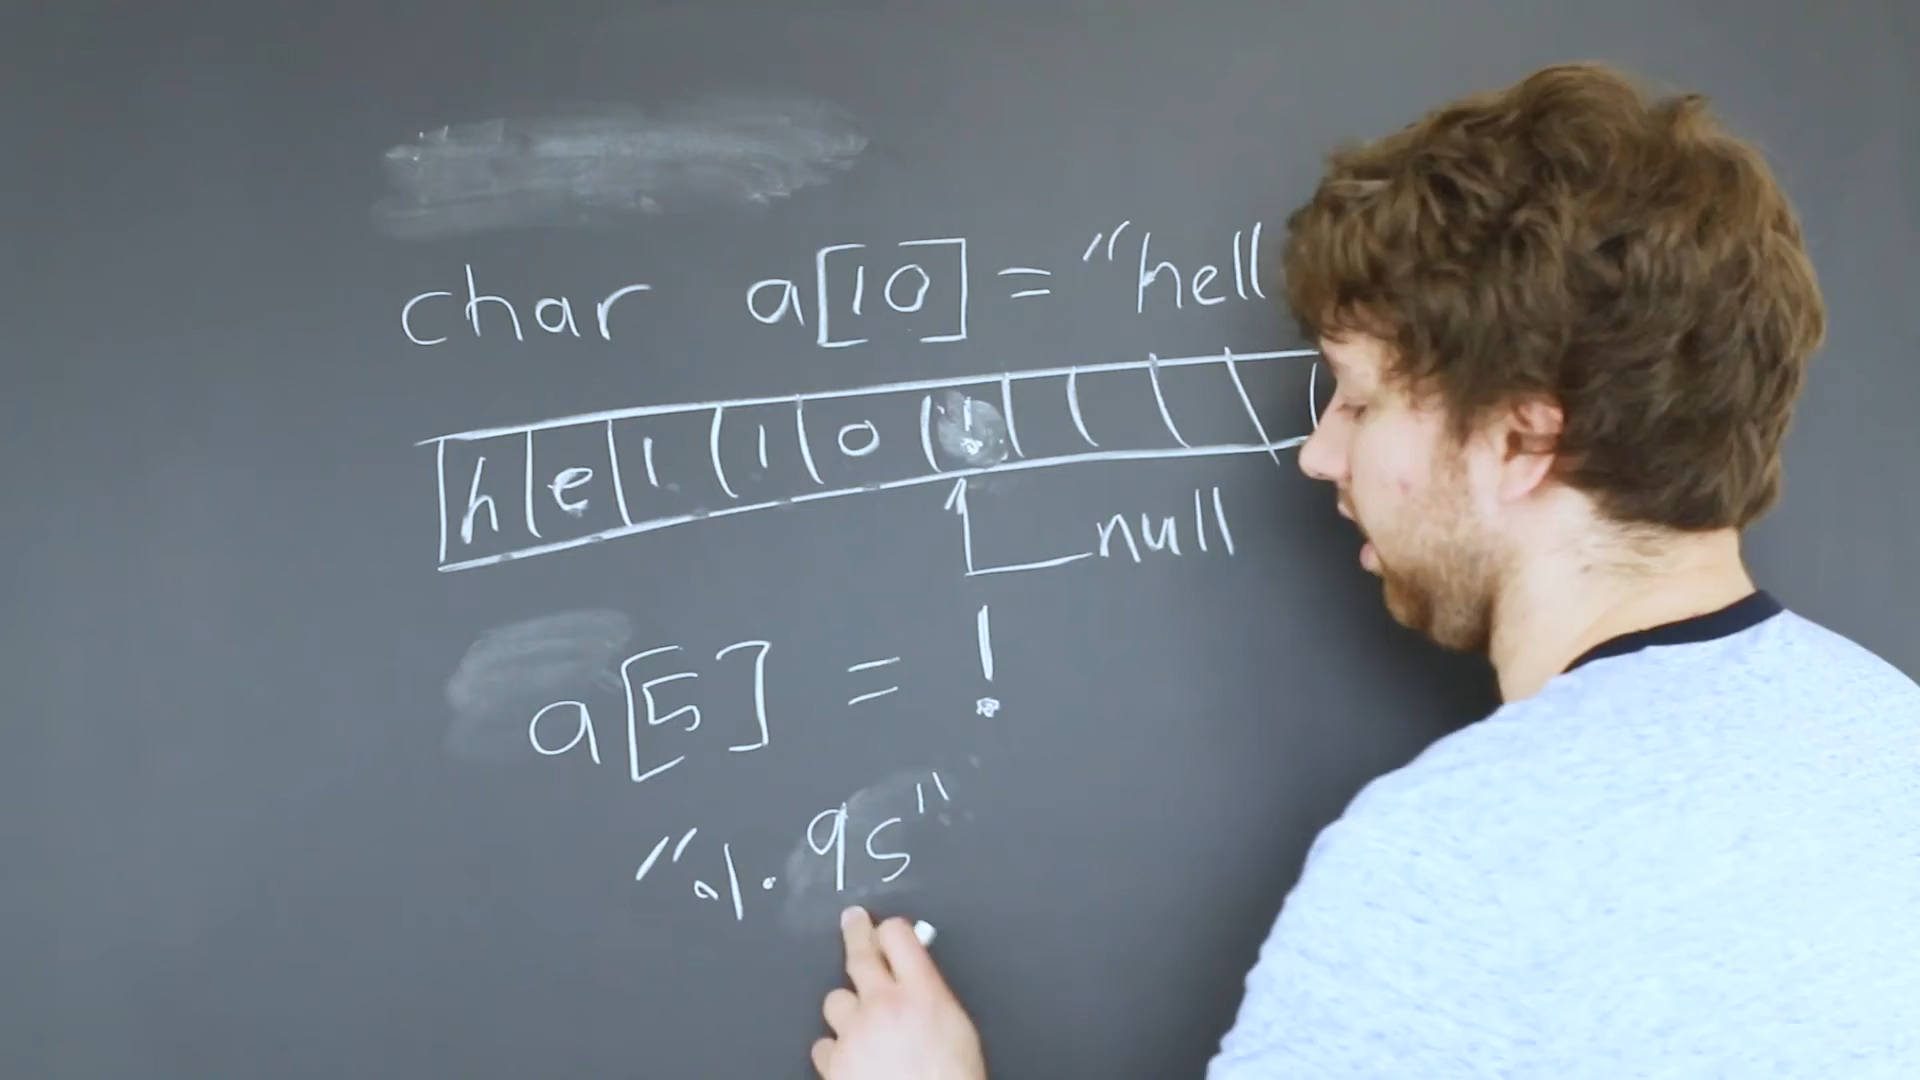 char a[10] = "hell
h e l l o !
null
a[5] = !
"%.9s"